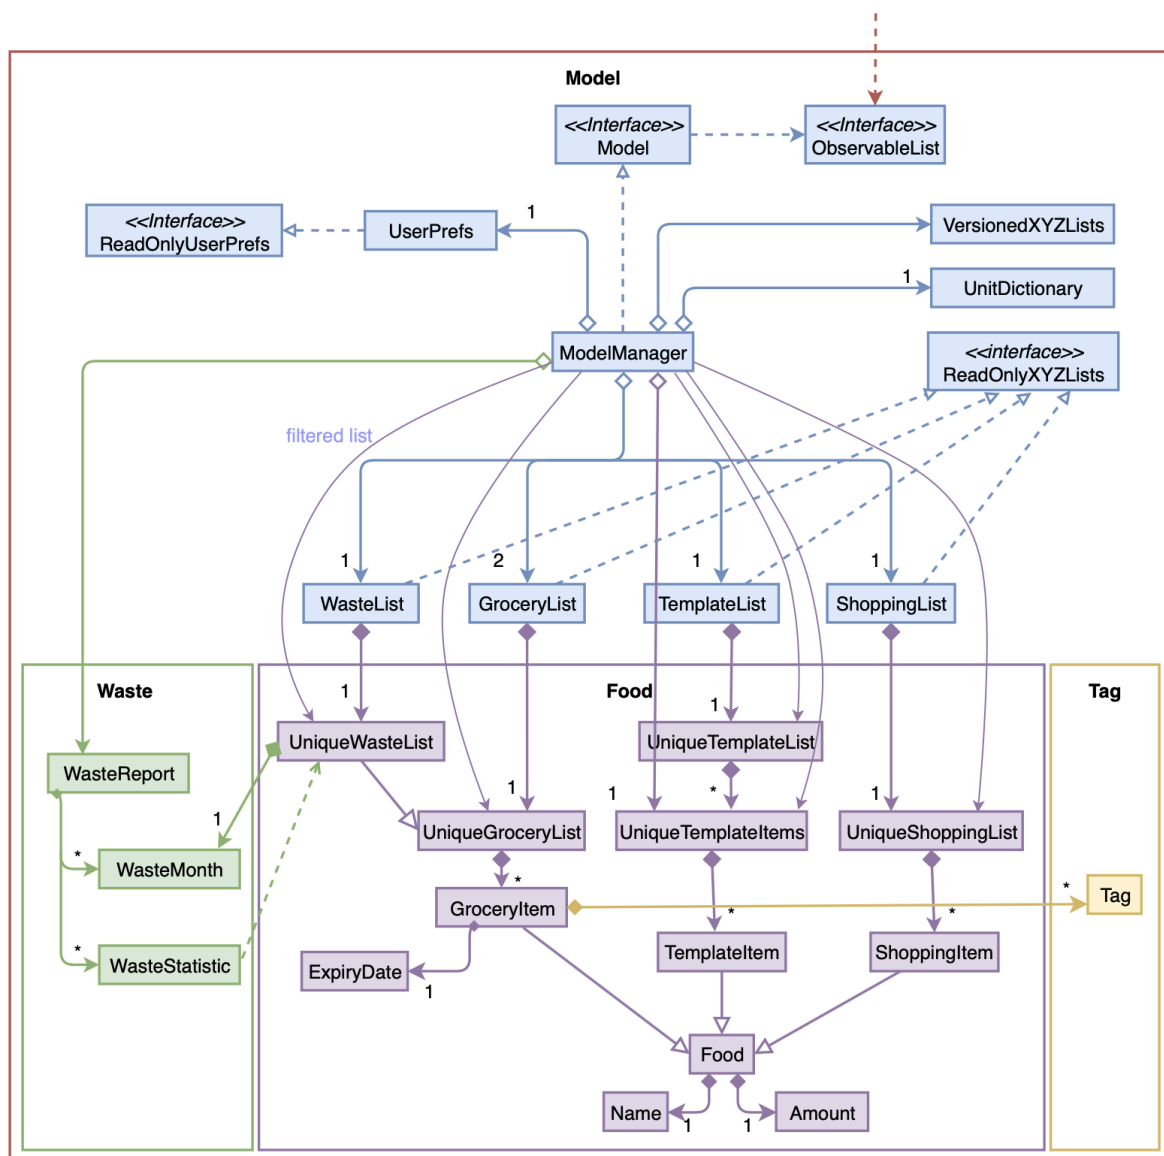 Model
<<Interface>>
Model
<<Interface>>
ObservableList
<<Interface>>
ReadOnlyUserPrefs
UserPrefs
1
VersionedXYZLists
1
UnitDictionary
ModelManager
<<interface>>
ReadOnlyXYZLists
filtered list
1
2
1
1
WasteList
GroceryList
TemplateList
ShoppingList
Waste
Food
Tag
1
1
UniqueWasteList
UniqueTemplateList
WasteReport
1
1
*
1
1
UniqueGroceryList
UniqueTemplateItems
UniqueShoppingList
*
WasteMonth
*
*
Tag
GroceryItem
*
*
*
WasteStatistic
ExpiryDate
TemplateItem
ShoppingItem
1
Food
Name
1
1
Amount